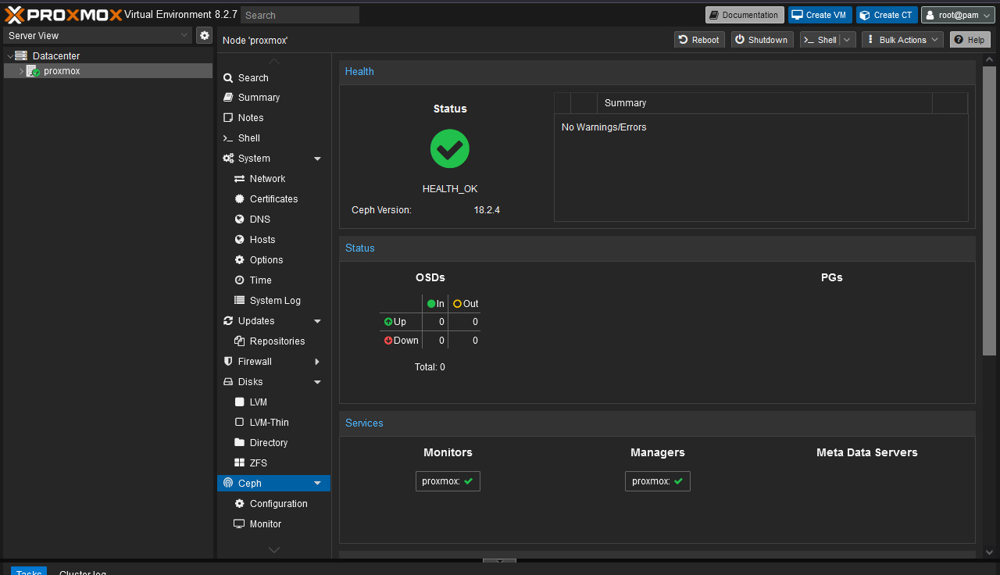 PROXMOX Virtual Environment 8.2.7 Search Documentation Create VM Create CT root@pam
Server View
Node 'proxmox' Reboot Shutdown Shell Bulk Actions Help
Datacenter
proxmox
Search
Summary
Notes
Shell
System
Network
Certificates
DNS
Hosts
Options
Time
System Log
Updates
Repositories
Firewall
Disks
LVM
LVM-Thin
Directory
ZFS
Ceph
Configuration
Monitor
Health
Status
HEALTH_OK
Ceph Version: 18.2.4
Summary
No Warnings/Errors
Status
OSDs
In Out
Up 0 0
Down 0 0
Total: 0
PGs
Services
Monitors Managers Meta Data Servers
proxmox: proxmox:
Tasks Cluster log